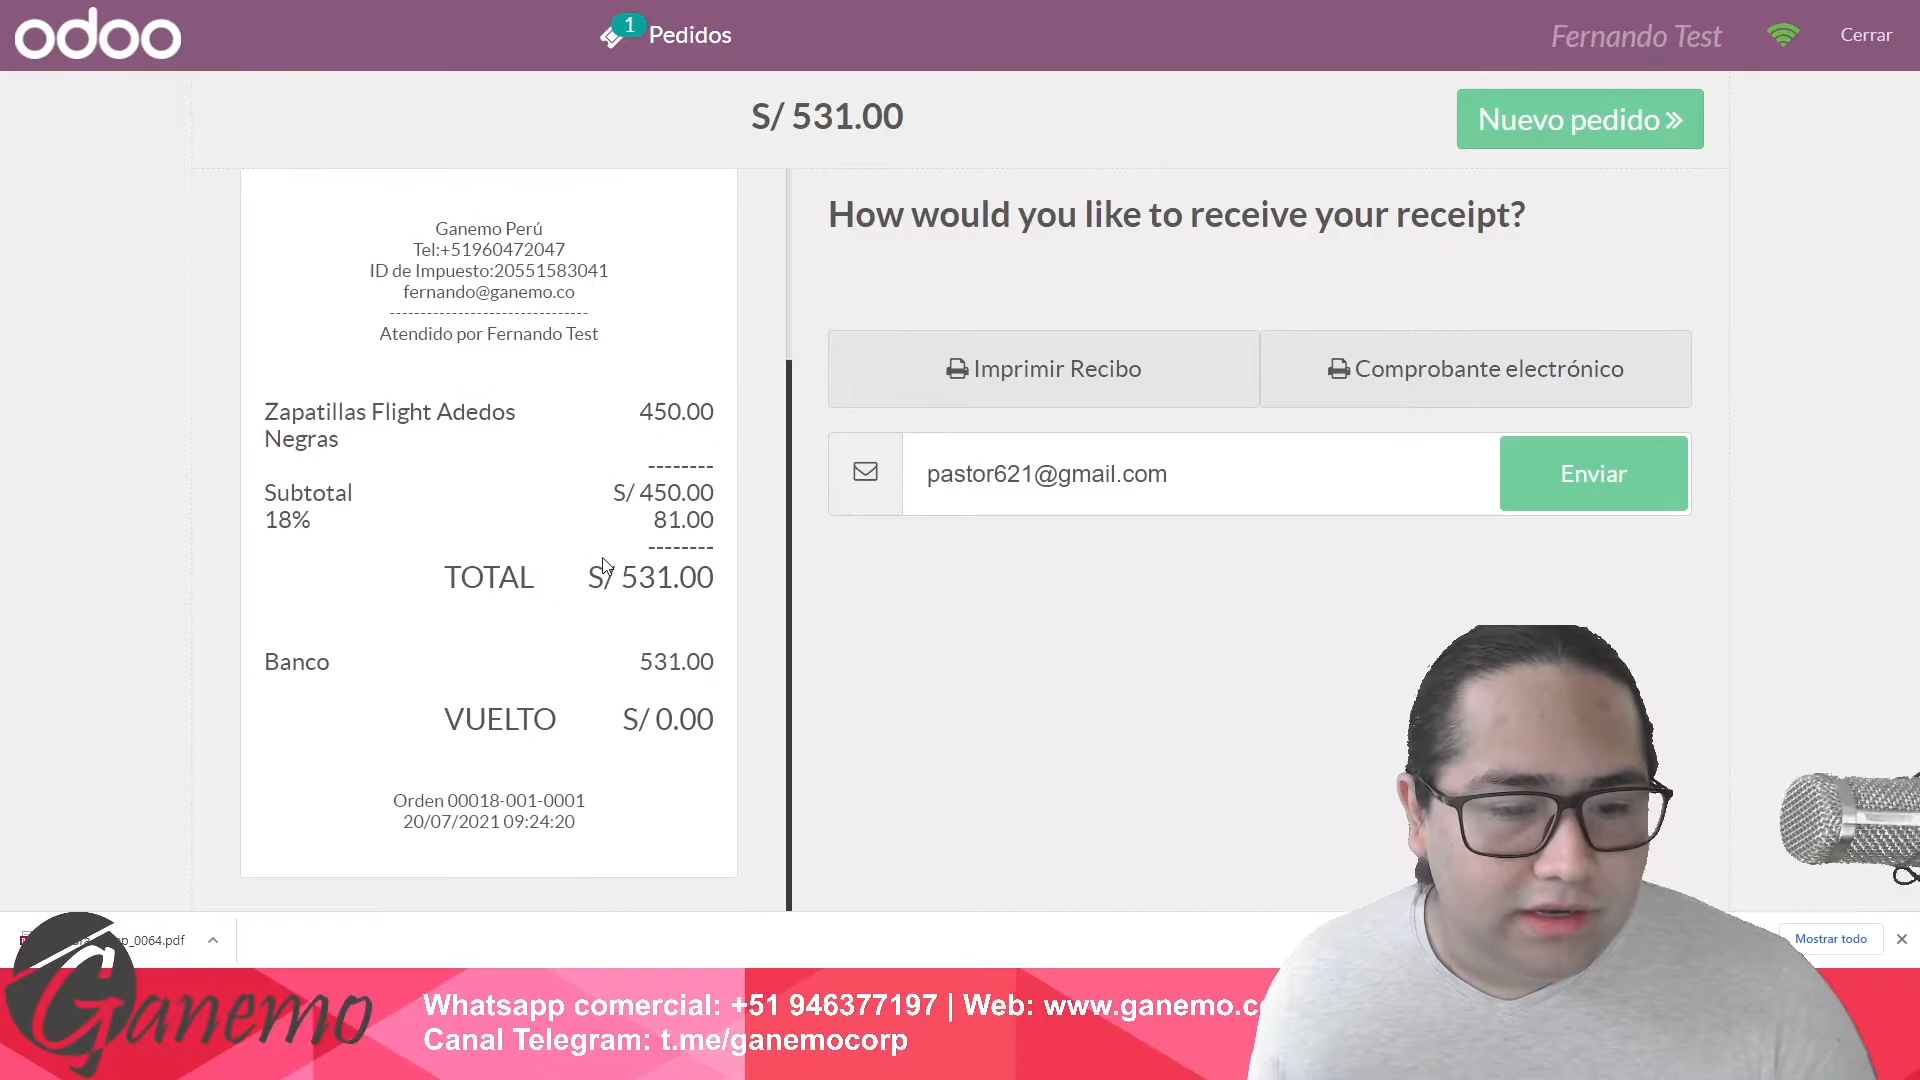 odoo
1 Pedidos
Fernando Test
Cerrar
S/ 531.00
Nuevo pedido »
Ganemo Perú
Tel:+51960472047
ID de Impuesto:20551583041
fernando@ganemo.co
--------------------------------
Atendido por Fernando Test
Zapatillas Flight Adedos 450.00
Negras
--------
Subtotal S/ 450.00
18% 81.00
--------
TOTAL S/ 531.00
Banco 531.00
VUELTO S/ 0.00
Orden 00018-001-0001
20/07/2021 09:24:20
How would you like to receive your receipt?
Imprimir Recibo
Comprobante electrónico
pastor621@gmail.com
Enviar
_0064.pdf
Mostrar todo
Ganemo
Whatsapp comercial: +51 946377197 | Web: www.ganemo.c
Canal Telegram: t.me/ganemocorp